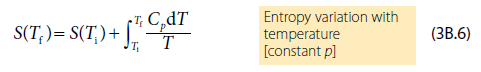 S(T_f) = S(T_i) + ∫_{T_i}^{T_f} C_p dT / T
Entropy variation with
temperature
[constant p]
(3B.6)